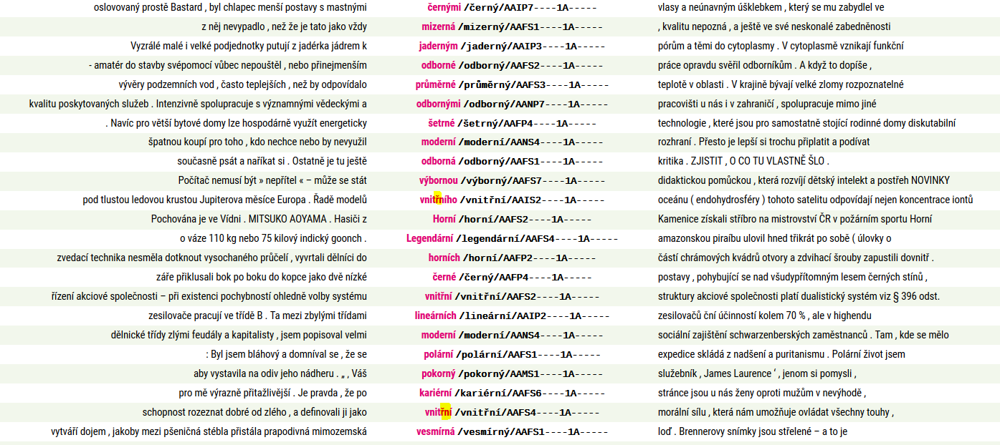 oslovovaný prostě Bastard , byl chlapec menší postavy s mastnými černými /černý/AAIP7----1A----- vlasy a neúnavným úšklebkem , který se mu zabydlel ve
z něj nevypadlo , než že je tato jako vždy mizerná /mizerný/AAFS1----1A----- , kvalitu nepozná , a ještě ve své neskonalé zabedněnosti
Vyzrálé malé i velké podjednotky putují z jadérka jádrem k jaderným /jaderný/AAIP3----1A----- pórům a těmi do cytoplasmy . V cytoplasmě vznikají funkční
- amatér do stavby svépomocí vůbec nepouštěl , nebo přinejmenším odborné /odborný/AAFS2----1A----- práce opravdu svěřil odborníkům . A když to dopíše ,
vývěry podzemních vod , často teplejších , než by odpovídalo průměrné /průměrný/AAFS3----1A----- teplotě v oblasti . V krajině bývají velké zlomy rozpoznatelné
kvalitu poskytovaných služeb . Intenzivně spolupracuje s významnými vědeckými a odbornými /odborný/AANP7----1A----- pracovišti u nás i v zahraničí , spolupracuje mimo jiné
. Navíc pro větší bytové domy lze hospodárně využít energeticky šetrné /šetrný/AAFP4----1A----- technologie , které jsou pro samostatně stojící rodinné domy diskutabilní
špatnou koupí pro toho , kdo nechce nebo by nevyužil moderní /moderní/AANS4----1A----- rozhraní . Přesto je lepší si trochu připlatit a podívat
současně psát a naříkat si . Ostatně je tu ještě odborná /odborný/AAFS1----1A----- kritika . ZJISTIT , O CO TU VLASTNĚ ŠLO .
Počítač nemusí být » nepřítel « – může se stát výbornou /výborný/AAFS7----1A----- didaktickou pomůckou , která rozvíjí dětský intelekt a postřeh NOVINKY
pod tlustou ledovou krustou Jupiterova měsíce Europa . Řadě modelů vnitřního /vnitřní/AAIS2----1A----- oceánu ( endohydrosféry ) tohoto satelitu odpovídají nejen koncentrace iontů
Pochována je ve Vídni . MITSUKO AOYAMA . Hasiči z Horní /horní/AAFS2----1A----- Kamenice získali stříbro na mistrovství ČR v požárním sportu Horní
o váze 110 kg nebo 75 kilový indický goonch . Legendární /legendární/AAFS4----1A----- amazonskou piraíbu ulovil hned třikrát po sobě ( úlovky o
zvedací technika nesměla dotknout vysochaného průčelí , vyvrtali dělníci do horních /horní/AAFP2----1A----- částí chrámových kvádrů otvory a zdvihací šrouby zapustili dovnitř .
záře přiklusali bok po boku do kopce jako dvě nízké černé /černý/AAFP4----1A----- postavy , pohybující se nad všudypřítomným lesem černých stínů ,
řízení akciové společnosti – při existenci pochybností ohledně volby systému vnitřní /vnitřní/AAFS2----1A----- struktury akciové společnosti platí dualistický systém viz § 396 odst.
zesilovače pracují ve třídě B . Ta mezi zbylými třídami lineárních /lineární/AAIP2----1A----- zesilovačů ční účinností kolem 70 % , ale v highendu
dělnické třídy zlými feudály a kapitalisty , jsem popisoval velmi moderní /moderní/AANS4----1A----- sociální zajištění schwarzenberských zaměstnanců . Tam , kde se mělo
: Byl jsem bláhový a domníval se , že se polární /polární/AAFS1----1A----- expedice skládá z nadšení a puritanismu . Polární život jsem
aby vystavila na odiv jeho nádheru . „ , Váš pokorný /pokorný/AAMS1----1A----- služebník , James Laurence ‘ , jenom si pomysli ,
pro mě výrazně přitažlivější . Je pravda , že po kariérní /kariérní/AAFS6----1A----- stránce jsou u nás ženy oproti mužům v nevýhodě ,
schopnost rozeznat dobré od zlého , a definovali ji jako vnitřní /vnitřní/AAFS4----1A----- morální sílu , která nám umožňuje ovládat všechny touhy ,
vytváří dojem , jakoby mezi pšeničná stébla přistála prapodivná mimozemská vesmírná /vesmírný/AAFS1----1A----- loď . Brennerovy snímky jsou střelené – a to je